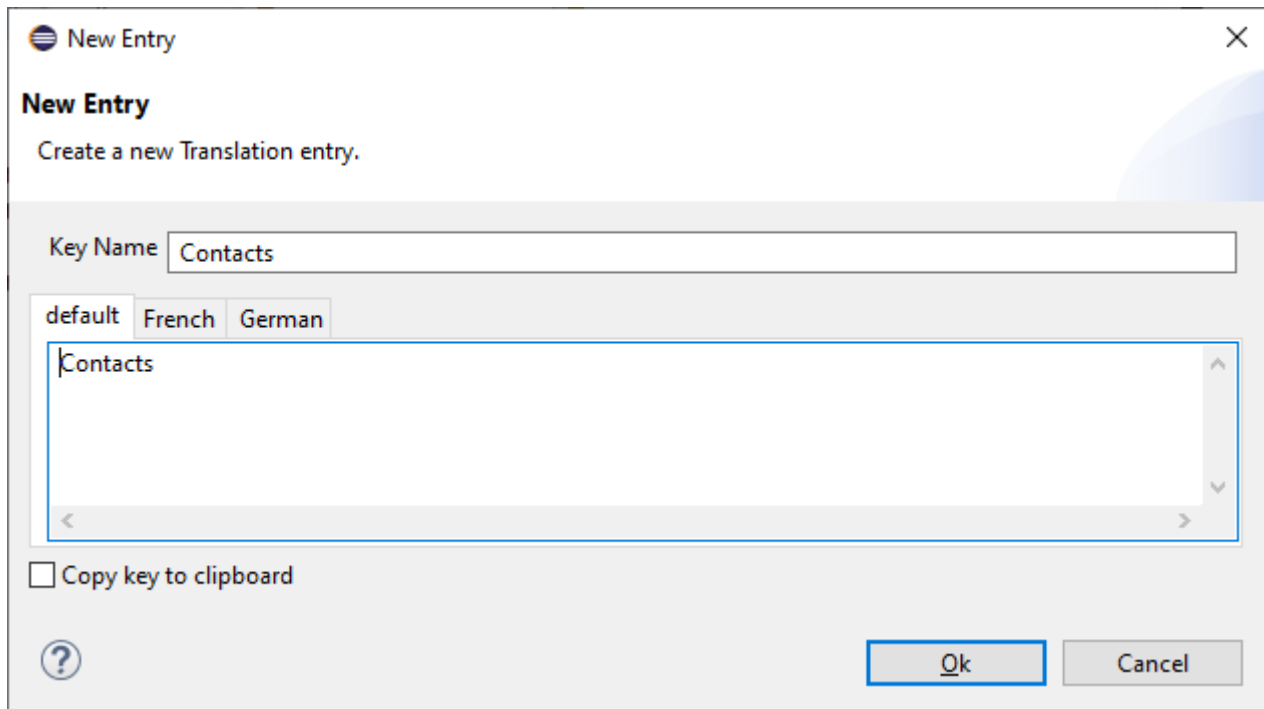 New Entry
New Entry
Create a new Translation entry.
Key Name Contacts
default French German
Contacts
Copy key to clipboard
? Ok Cancel